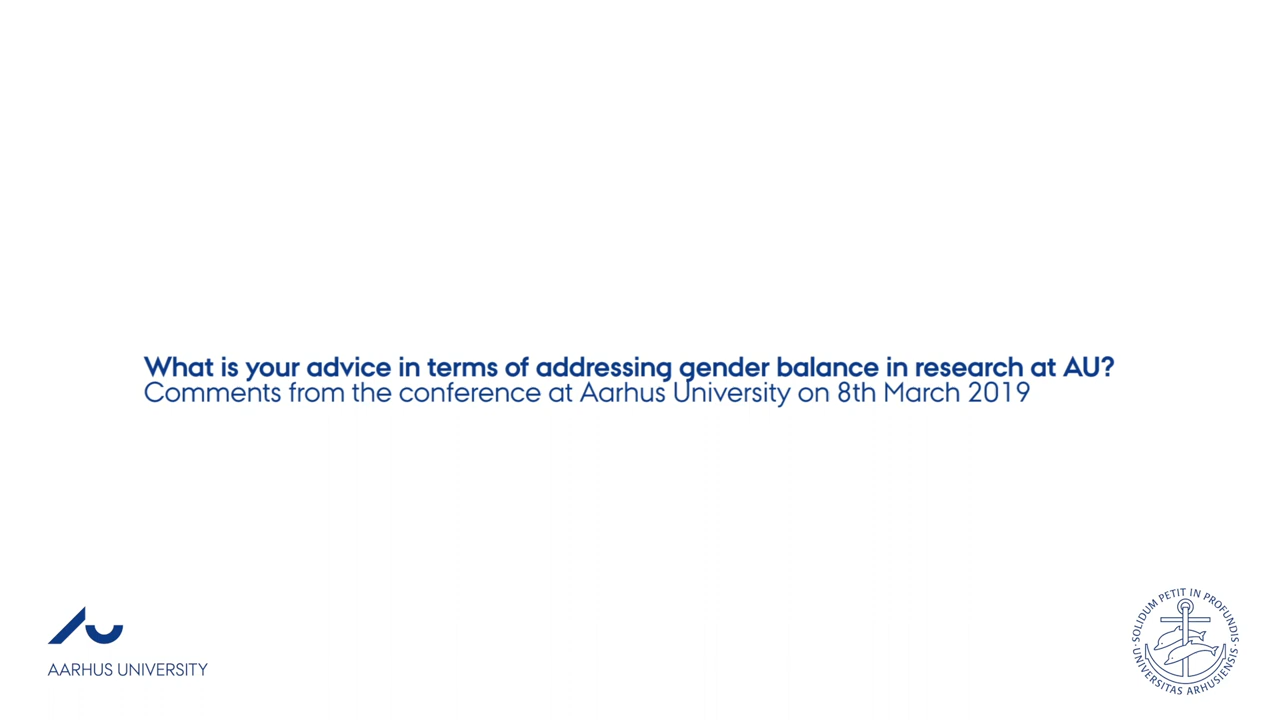 What is your advice in terms of addressing gender balance in research at AU?
Comments from the conference at Aarhus University on 8th March 2019
AARHUS UNIVERSITY
SOLIDUM PETIT IN PROFUNDIS
· UNIVERSITAS ARHUSIENSIS ·